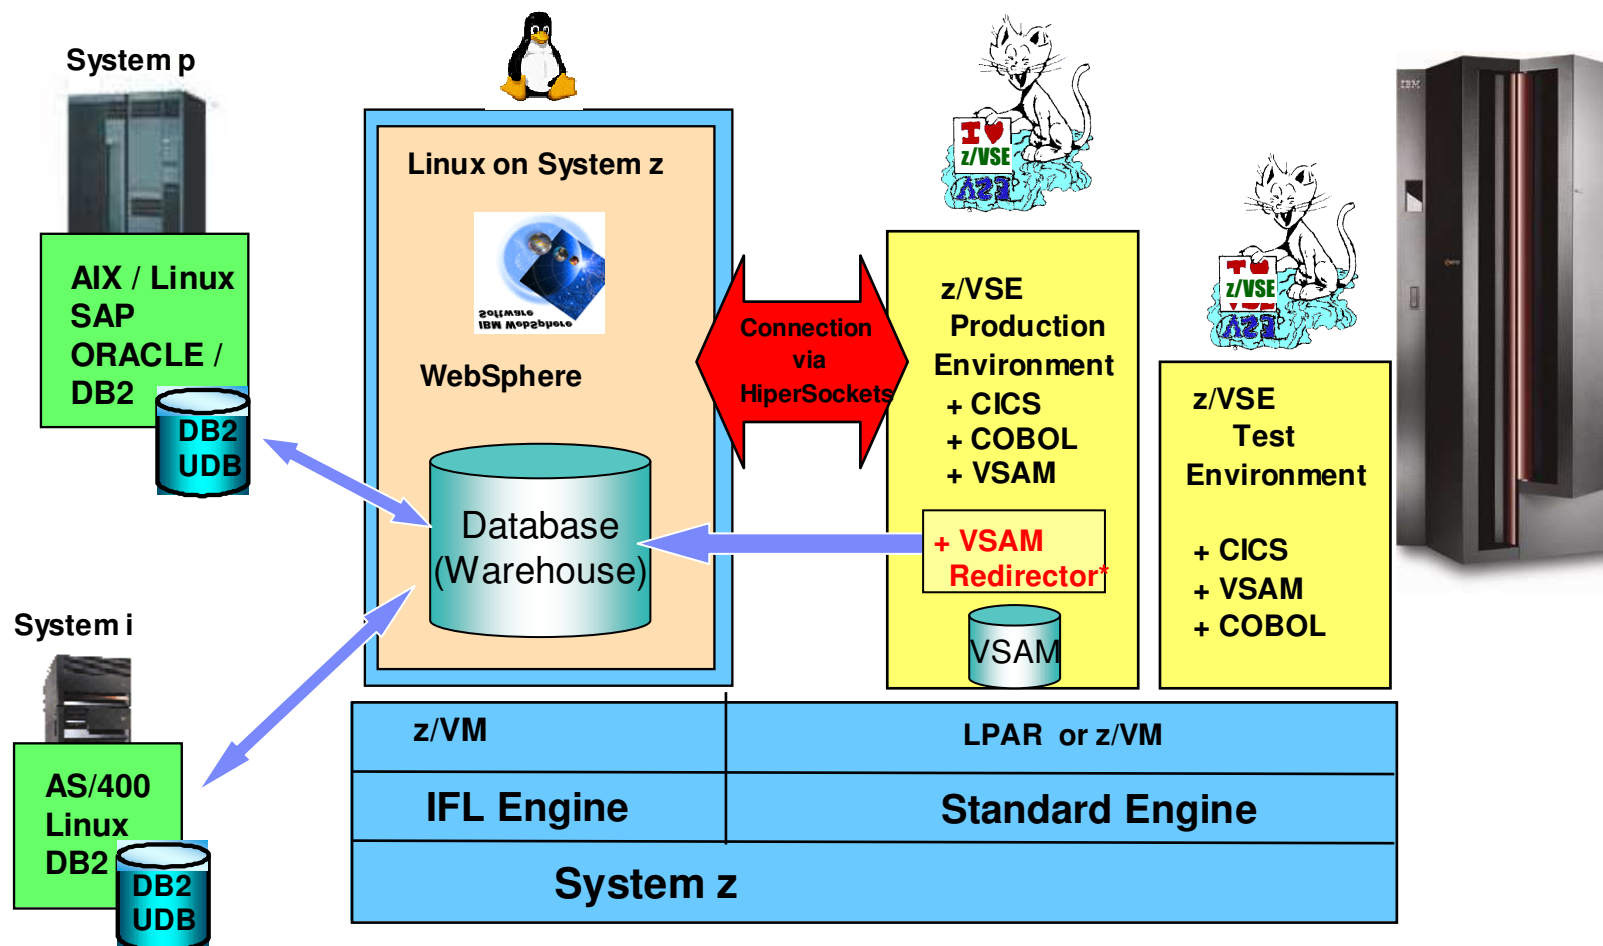 System p
AIX / Linux
SAP
ORACLE /
DB2
DB2
UDB
System i
AS/400
Linux
DB2
DB2
UDB
Linux on System z
Software
IBM WebSphere
WebSphere
Database
(Warehouse)
Connection
via
HiperSockets
I ♥
z/VSE
VSE
z/VSE
Production
Environment
+ CICS
+ COBOL
+ VSAM
+ VSAM
Redirector*
VSAM
I ♥
z/VSE
VSE
z/VSE
Test
Environment
+ CICS
+ VSAM
+ COBOL
IBM
z/VM
LPAR or z/VM
IFL Engine
Standard Engine
System z